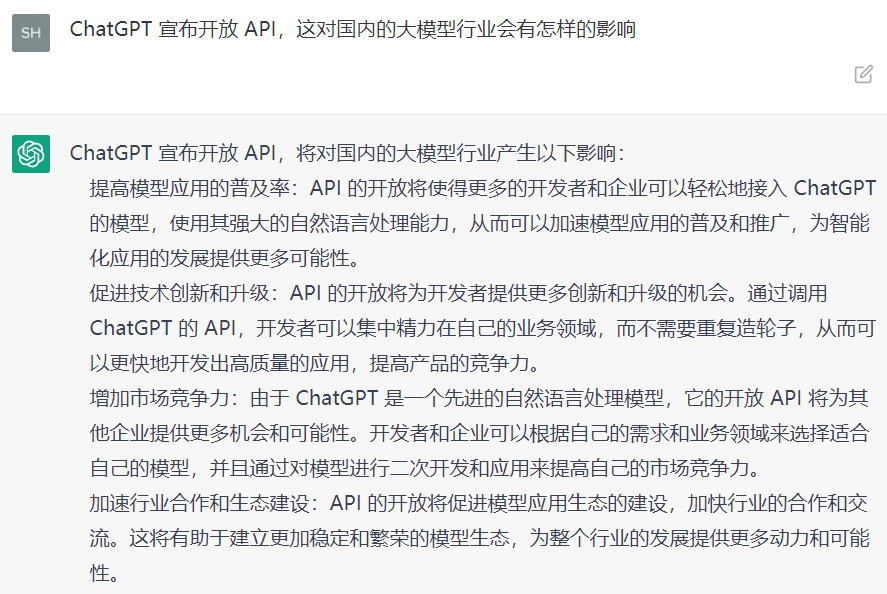 SH
ChatGPT 宣布开放 API，这对国内的大模型行业会有怎样的影响
ChatGPT 宣布开放 API，将对国内的大模型行业产生以下影响：
提高模型应用的普及率：API 的开放将使得更多的开发者和企业可以轻松地接入 ChatGPT
的模型，使用其强大的自然语言处理能力，从而可以加速模型应用的普及和推广，为智能
化应用的发展提供更多可能性。
促进技术创新和升级：API 的开放将为开发者提供更多创新和升级的机会。通过调用
ChatGPT 的 API，开发者可以集中精力在自己的业务领域，而不需要重复造轮子，从而可
以更快地开发出高质量的应用，提高产品的竞争力。
增加市场竞争力：由于 ChatGPT 是一个先进的自然语言处理模型，它的开放 API 将为其
他企业提供更多机会和可能性。开发者和企业可以根据自己的需求和业务领域来选择适合
自己的模型，并且通过对模型进行二次开发和应用来提高自己的市场竞争力。
加速行业合作和生态建设：API 的开放将促进模型应用生态的建设，加快行业的合作和交
流。这将有助于建立更加稳定和繁荣的模型生态，为整个行业的发展提供更多动力和可能
性。